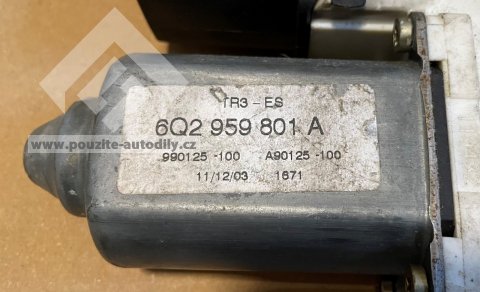 TR3 - ES
6Q2 959 801 A
www.pouzite-autodily.cz
990125 -100 A90125 -100
11/12/03 1671